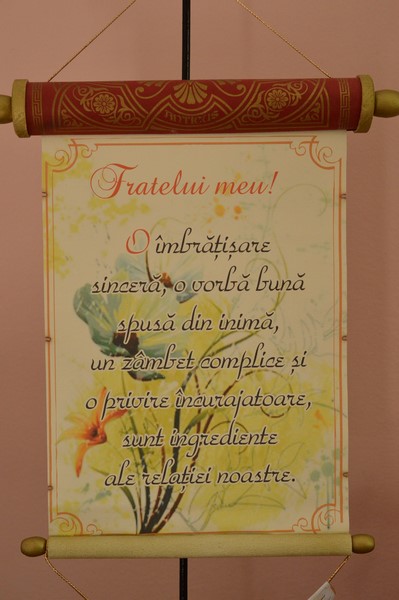 Fratelui meu!
O îmbrățișare
sinceră, o vorbă bună
spusă din inimă,
un zâmbet complice și
o privire încurajatoare,
sunt ingrediente
ale relației noastre.